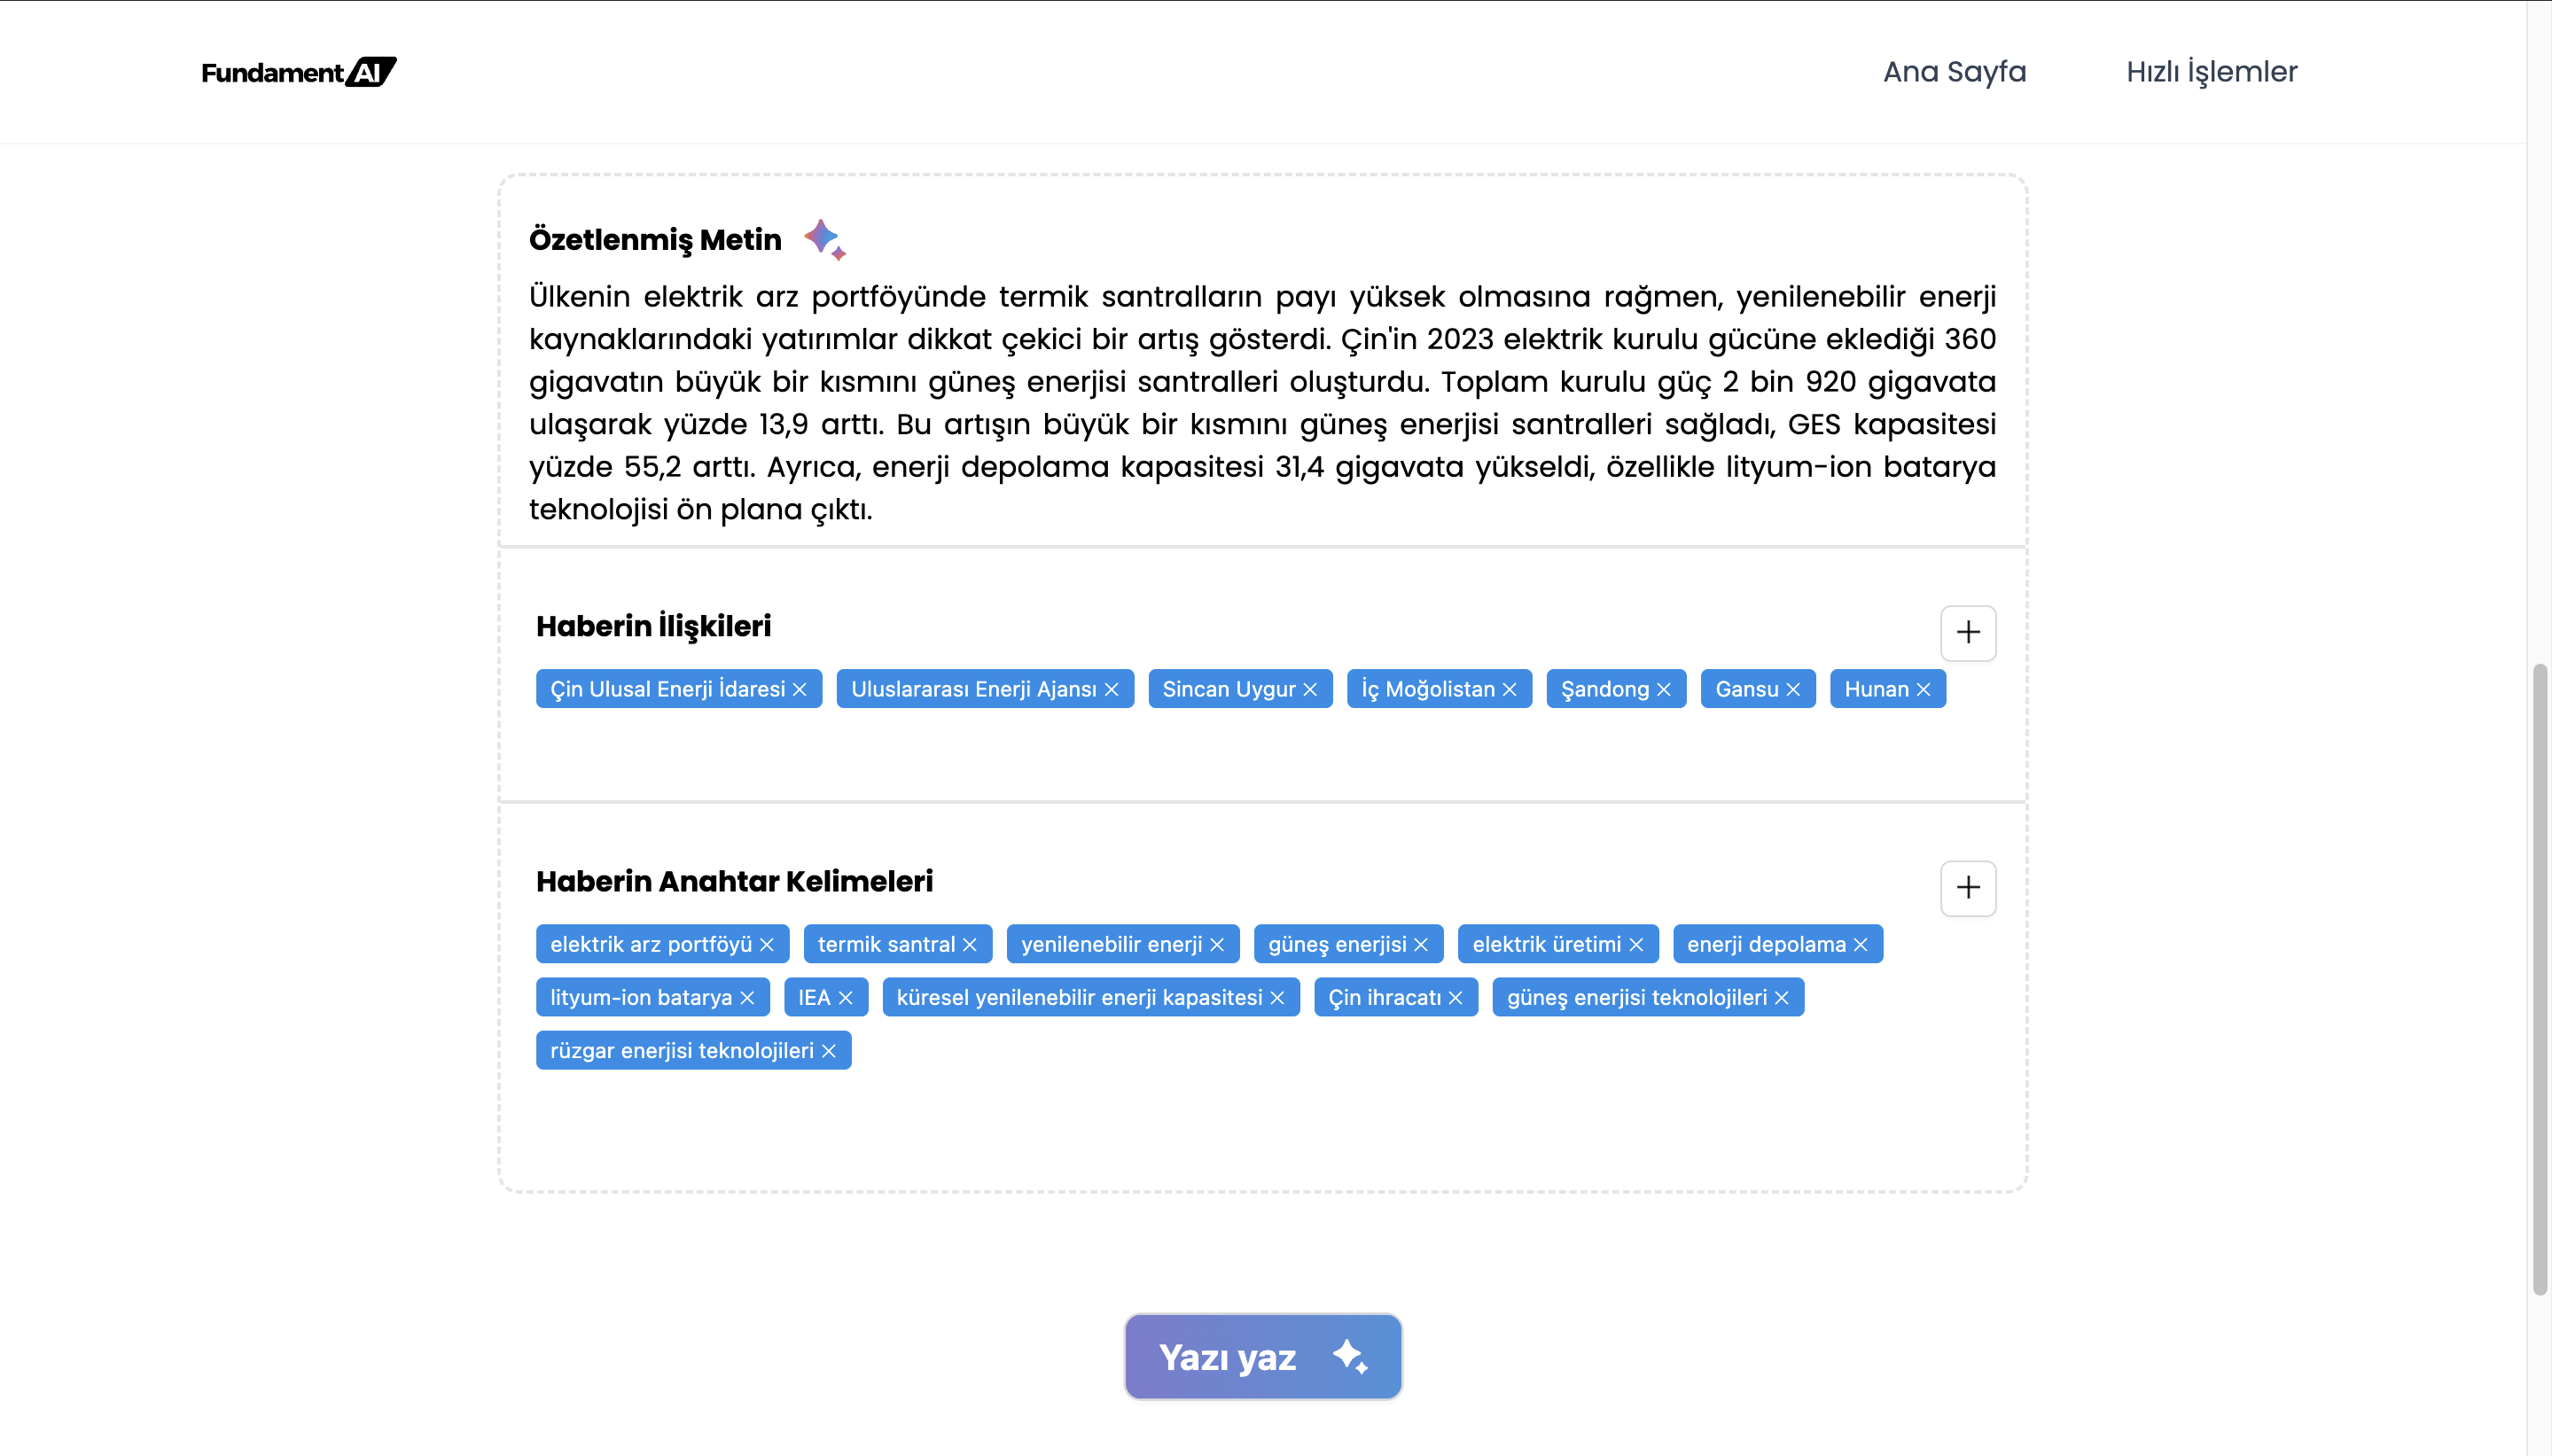 FundamentAI
Ana Sayfa
Hızlı İşlemler
Özetlenmiş Metin
Ülkenin elektrik arz portföyünde termik santralların payı yüksek olmasına rağmen, yenilenebilir enerji
kaynaklarındaki yatırımlar dikkat çekici bir artış gösterdi. Çin'in 2023 elektrik kurulu gücüne eklediği 360
gigavatın büyük bir kısmını güneş enerjisi santralleri oluşturdu. Toplam kurulu güç 2 bin 920 gigavata
ulaşarak yüzde 13,9 arttı. Bu artışın büyük bir kısmını güneş enerjisi santralleri sağladı, GES kapasitesi
yüzde 55,2 arttı. Ayrıca, enerji depolama kapasitesi 31,4 gigavata yükseldi, özellikle lityum-ion batarya
teknolojisi ön plana çıktı.
Haberin İlişkileri
Çin Ulusal Enerji İdaresi Uluslararası Enerji Ajansı Sincan Uygur İç Moğolistan Şandong Gansu Hunan
Haberin Anahtar Kelimeleri
elektrik arz portföyü termik santral yenilenebilir enerji güneş enerjisi elektrik üretimi enerji depolama
lityum-ion batarya IEA küresel yenilenebilir enerji kapasitesi Çin ihracatı güneş enerjisi teknolojileri
rüzgar enerjisi teknolojileri
Yazı yaz